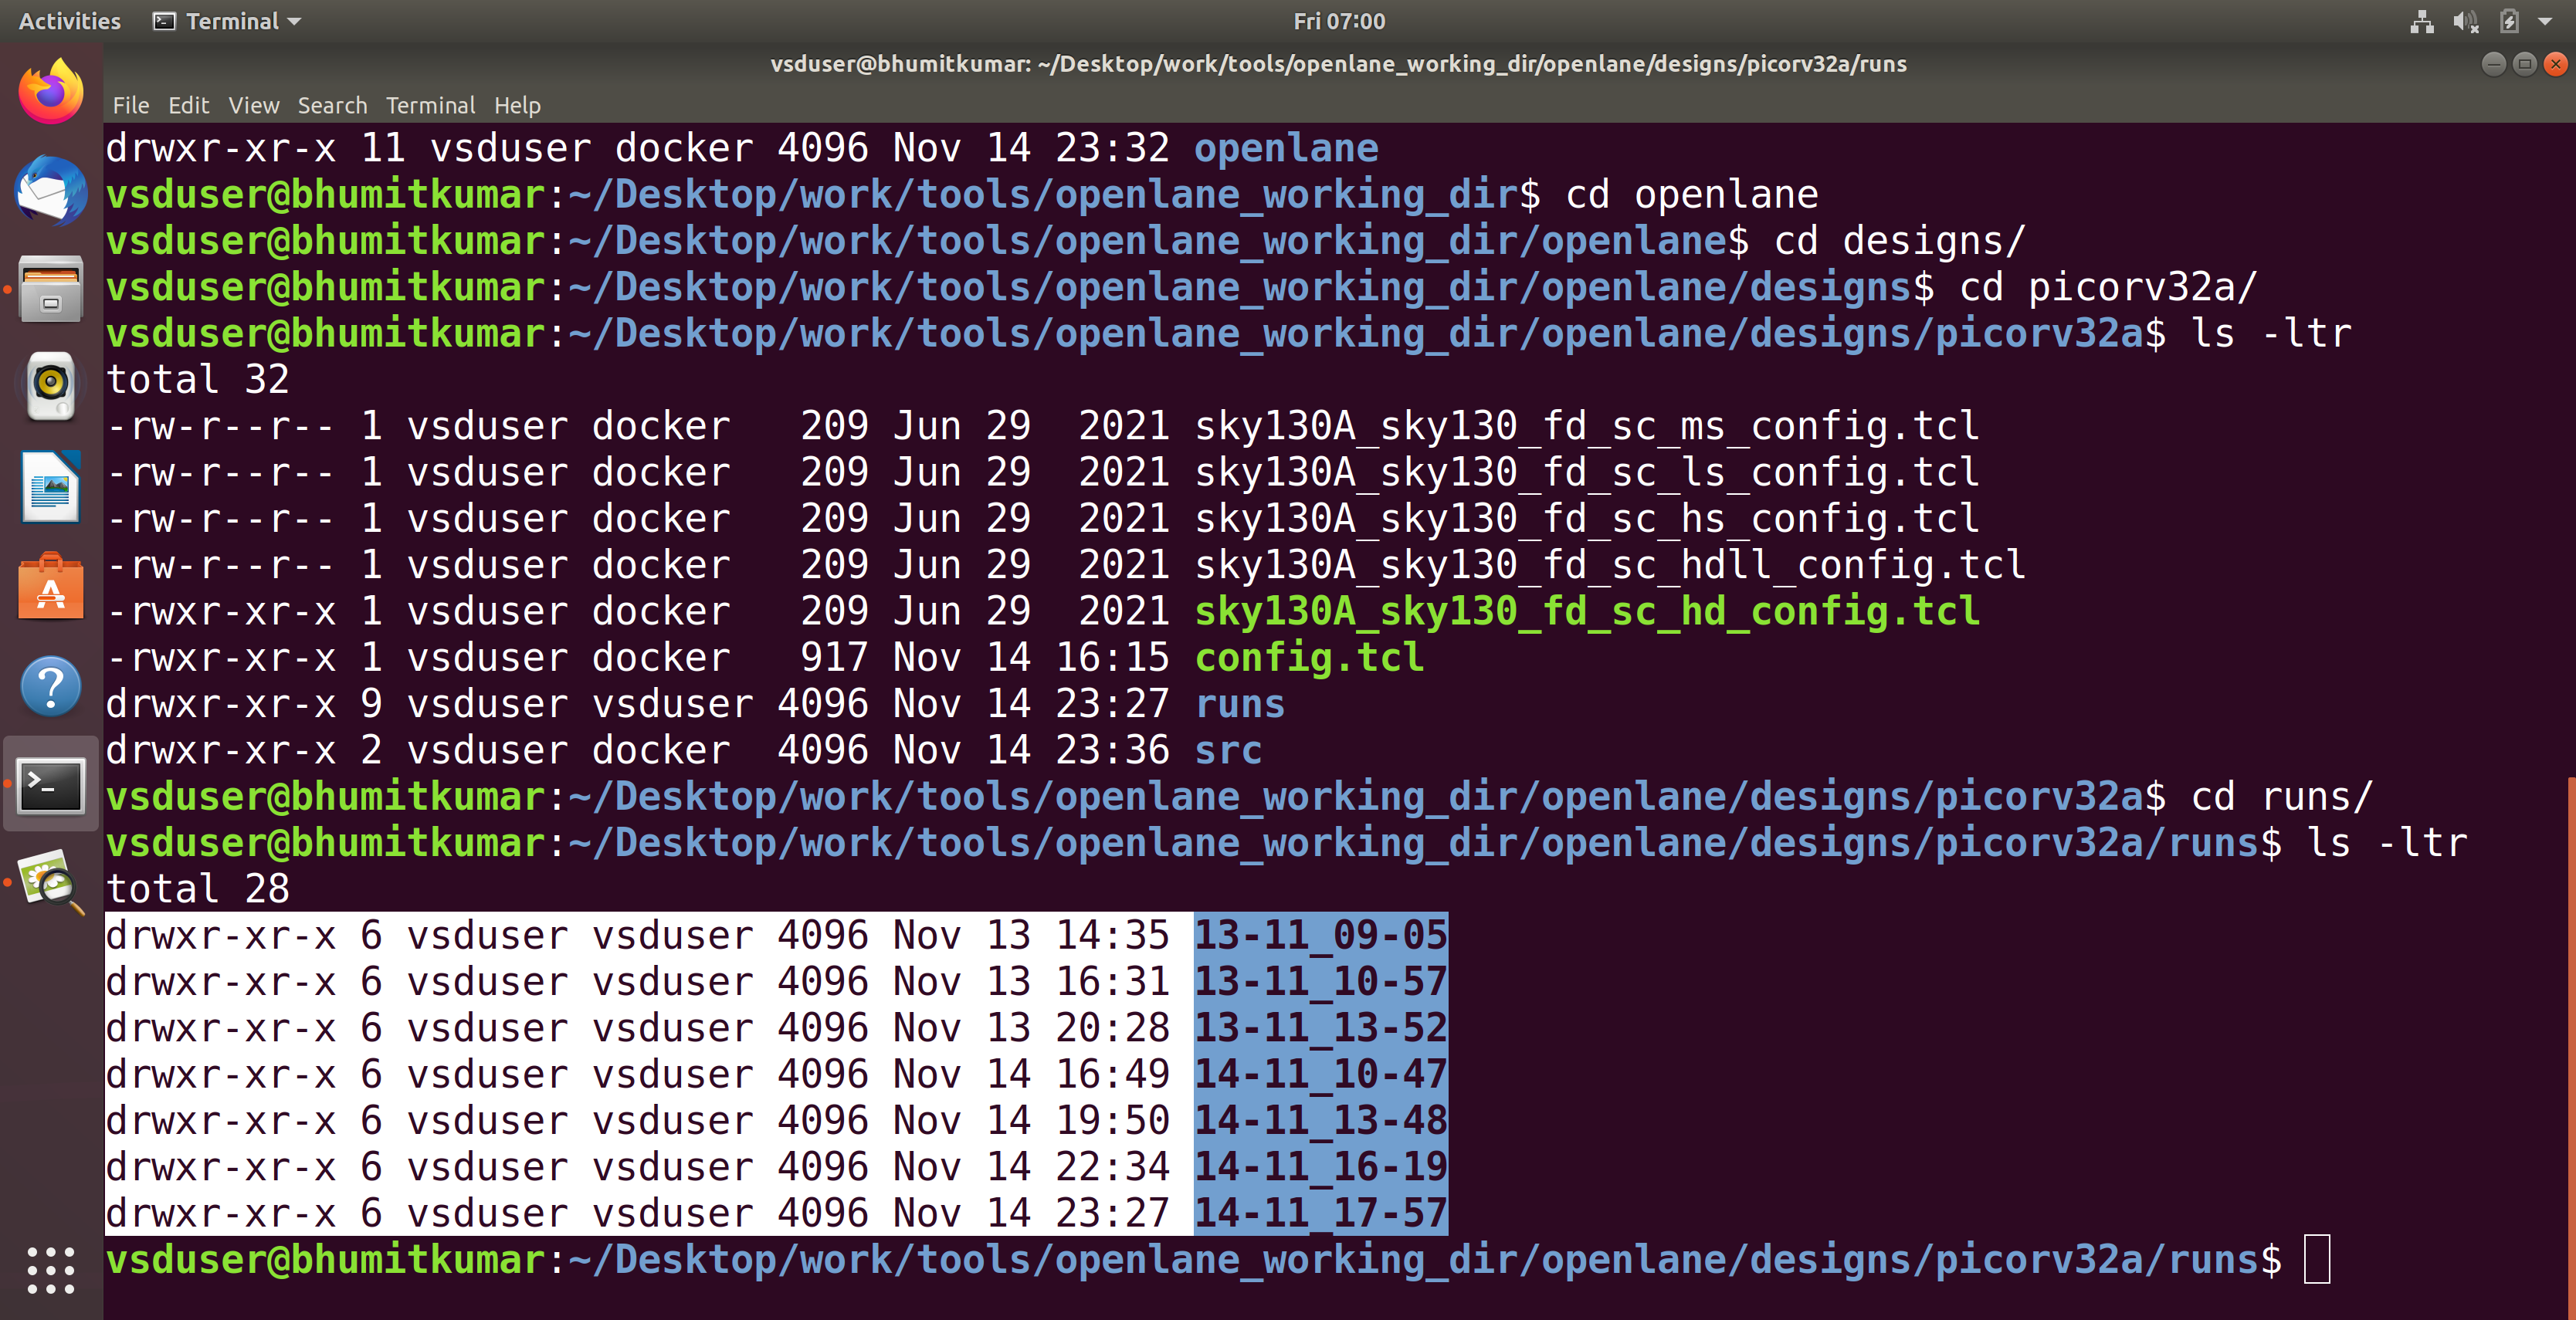 Activities Terminal Fri 07:00
vsduser@bhumitkumar: ~/Desktop/work/tools/openlane_working_dir/openlane/designs/picorv32a/runs
File Edit View Search Terminal Help
drwxr-xr-x 11 vsduser docker 4096 Nov 14 23:32 openlane
vsduser@bhumitkumar:~/Desktop/work/tools/openlane_working_dir$ cd openlane
vsduser@bhumitkumar:~/Desktop/work/tools/openlane_working_dir/openlane$ cd designs/
vsduser@bhumitkumar:~/Desktop/work/tools/openlane_working_dir/openlane/designs$ cd picorv32a/
vsduser@bhumitkumar:~/Desktop/work/tools/openlane_working_dir/openlane/designs/picorv32a$ ls -ltr
total 32
-rw-r--r-- 1 vsduser docker   209 Jun 29  2021 sky130A_sky130_fd_sc_ms_config.tcl
-rw-r--r-- 1 vsduser docker   209 Jun 29  2021 sky130A_sky130_fd_sc_ls_config.tcl
-rw-r--r-- 1 vsduser docker   209 Jun 29  2021 sky130A_sky130_fd_sc_hs_config.tcl
-rw-r--r-- 1 vsduser docker   209 Jun 29  2021 sky130A_sky130_fd_sc_hdll_config.tcl
-rwxr-xr-x 1 vsduser docker   209 Jun 29  2021 sky130A_sky130_fd_sc_hd_config.tcl
-rwxr-xr-x 1 vsduser docker   917 Nov 14 16:15 config.tcl
drwxr-xr-x 9 vsduser vsduser 4096 Nov 14 23:27 runs
drwxr-xr-x 2 vsduser docker  4096 Nov 14 23:36 src
vsduser@bhumitkumar:~/Desktop/work/tools/openlane_working_dir/openlane/designs/picorv32a$ cd runs/
vsduser@bhumitkumar:~/Desktop/work/tools/openlane_working_dir/openlane/designs/picorv32a/runs$ ls -ltr
total 28
drwxr-xr-x 6 vsduser vsduser 4096 Nov 13 14:35 13-11_09-05
drwxr-xr-x 6 vsduser vsduser 4096 Nov 13 16:31 13-11_10-57
drwxr-xr-x 6 vsduser vsduser 4096 Nov 13 20:28 13-11_13-52
drwxr-xr-x 6 vsduser vsduser 4096 Nov 14 16:49 14-11_10-47
drwxr-xr-x 6 vsduser vsduser 4096 Nov 14 19:50 14-11_13-48
drwxr-xr-x 6 vsduser vsduser 4096 Nov 14 22:34 14-11_16-19
drwxr-xr-x 6 vsduser vsduser 4096 Nov 14 23:27 14-11_17-57
vsduser@bhumitkumar:~/Desktop/work/tools/openlane_working_dir/openlane/designs/picorv32a/runs$